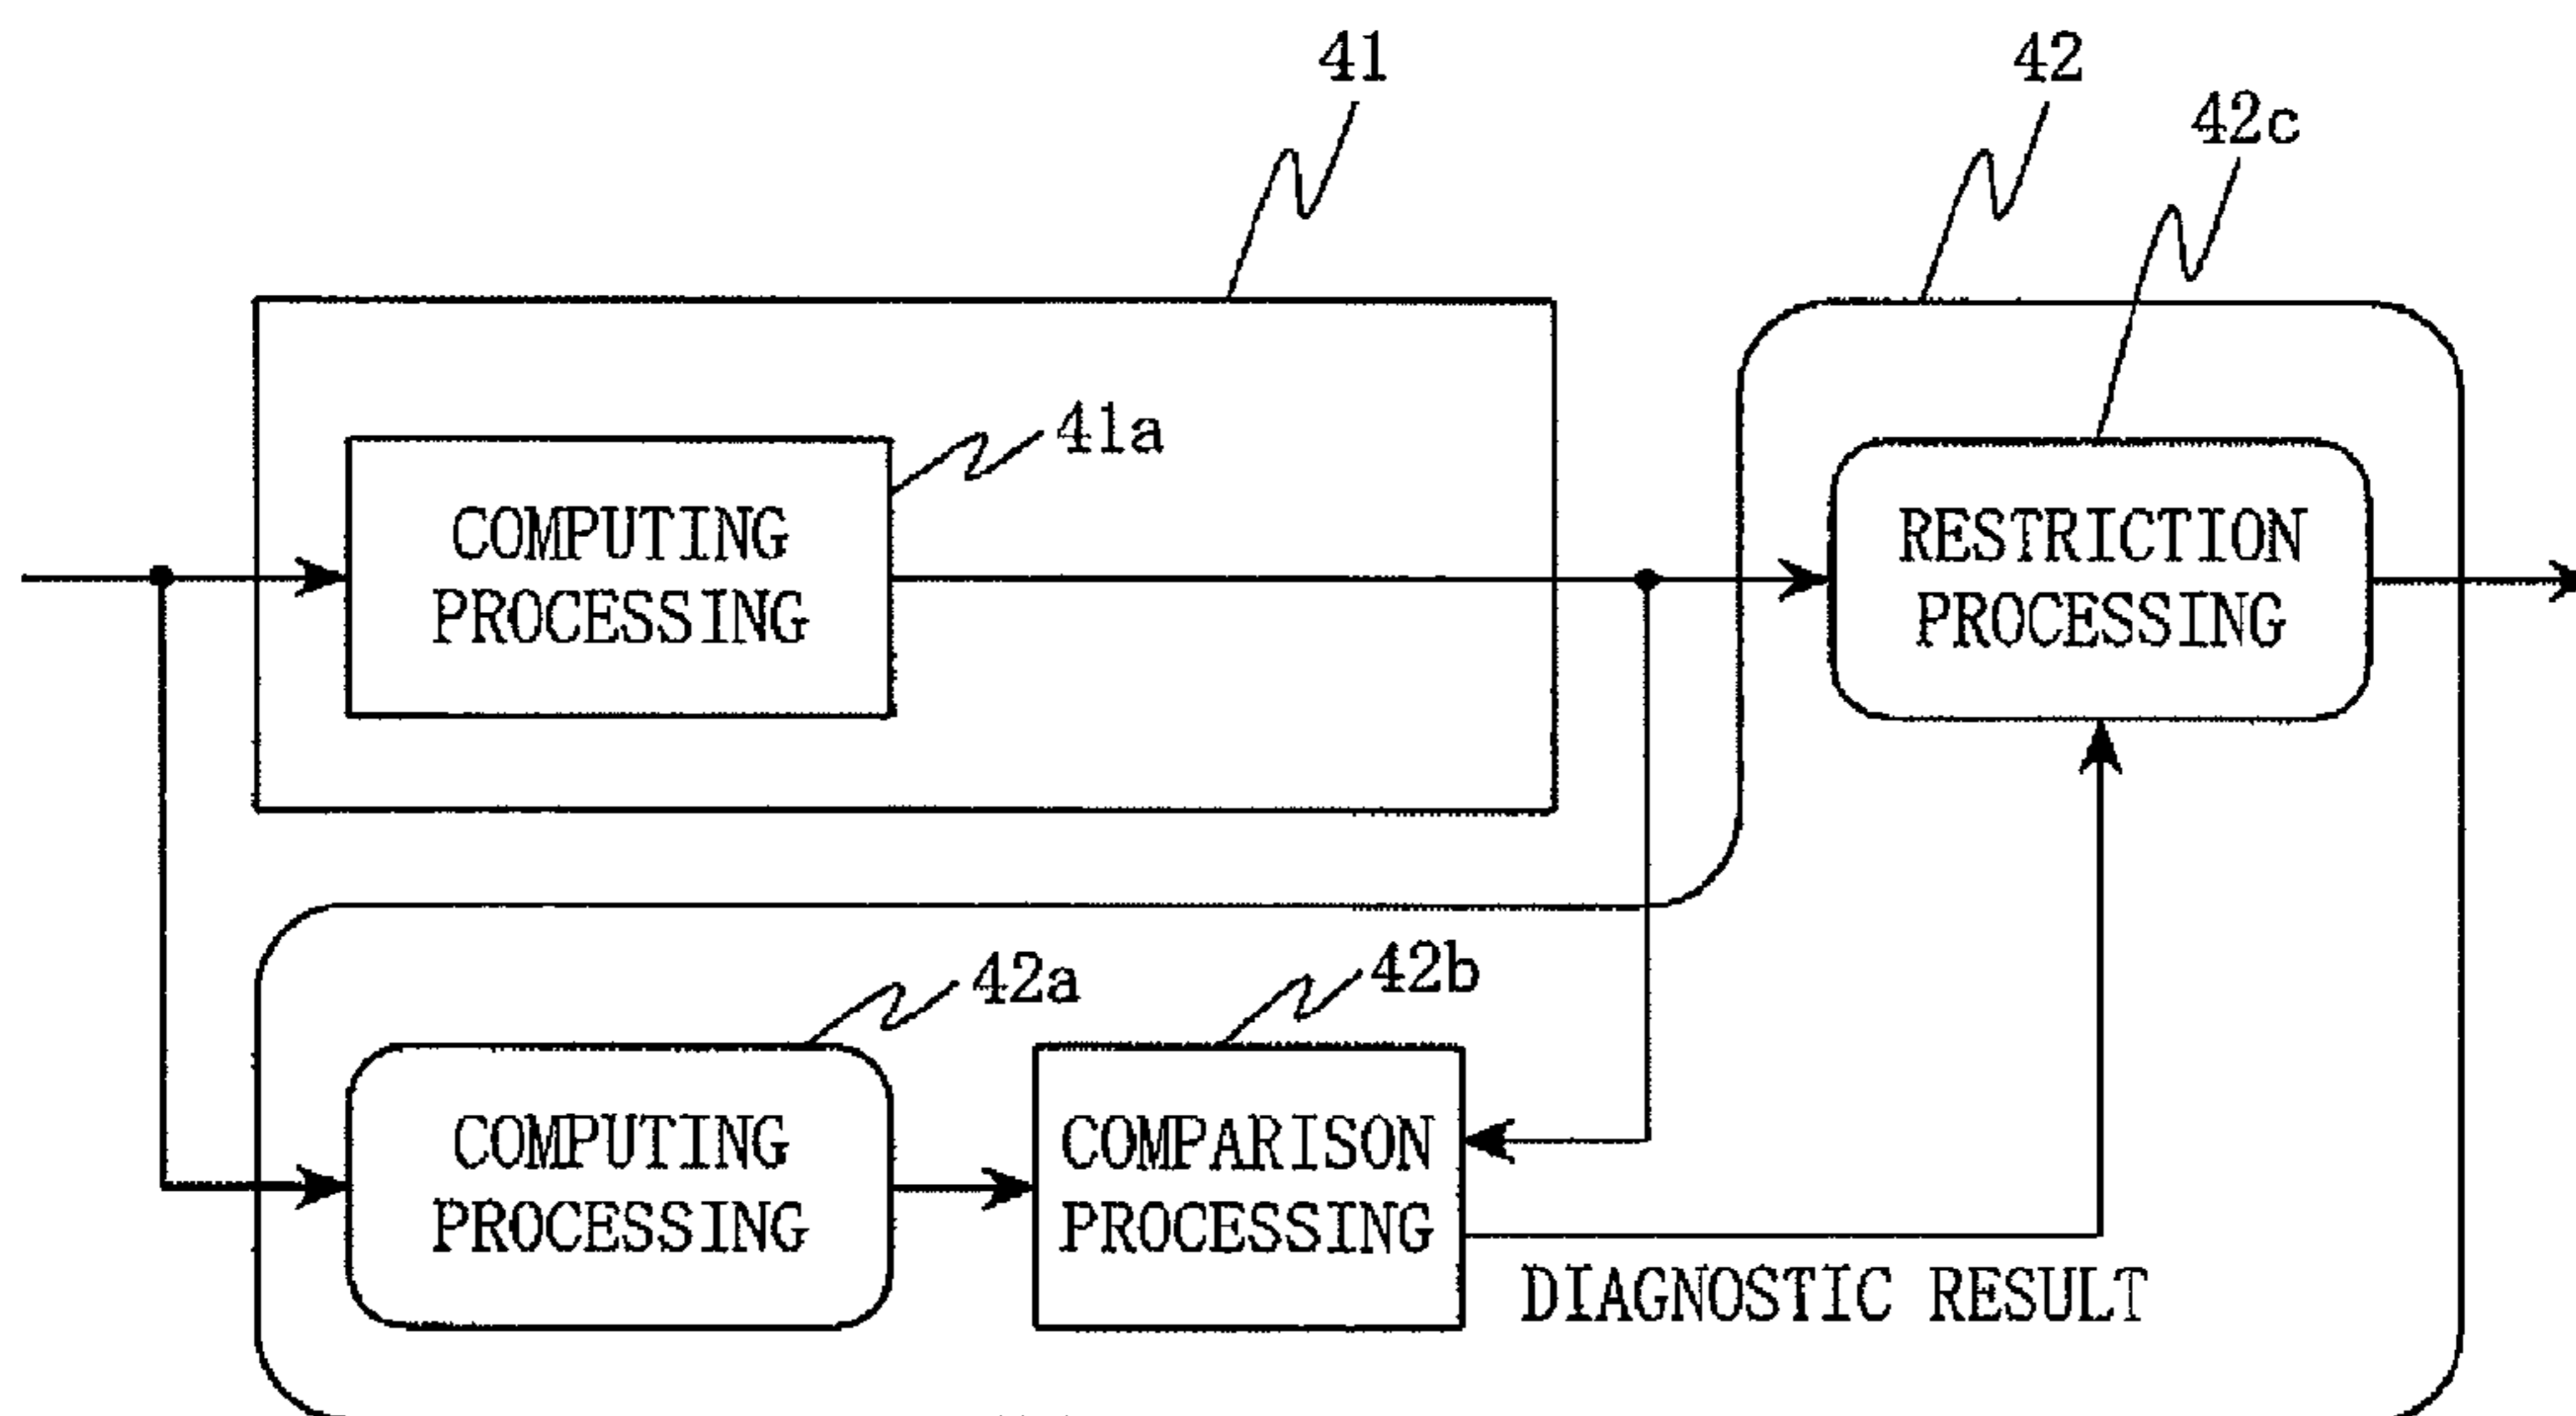 41
42
42c
41a
COMPUTING
PROCESSING
RESTRICTION
PROCESSING
42a
42b
COMPUTING
PROCESSING
COMPARISON
PROCESSING
DIAGNOSTIC RESULT